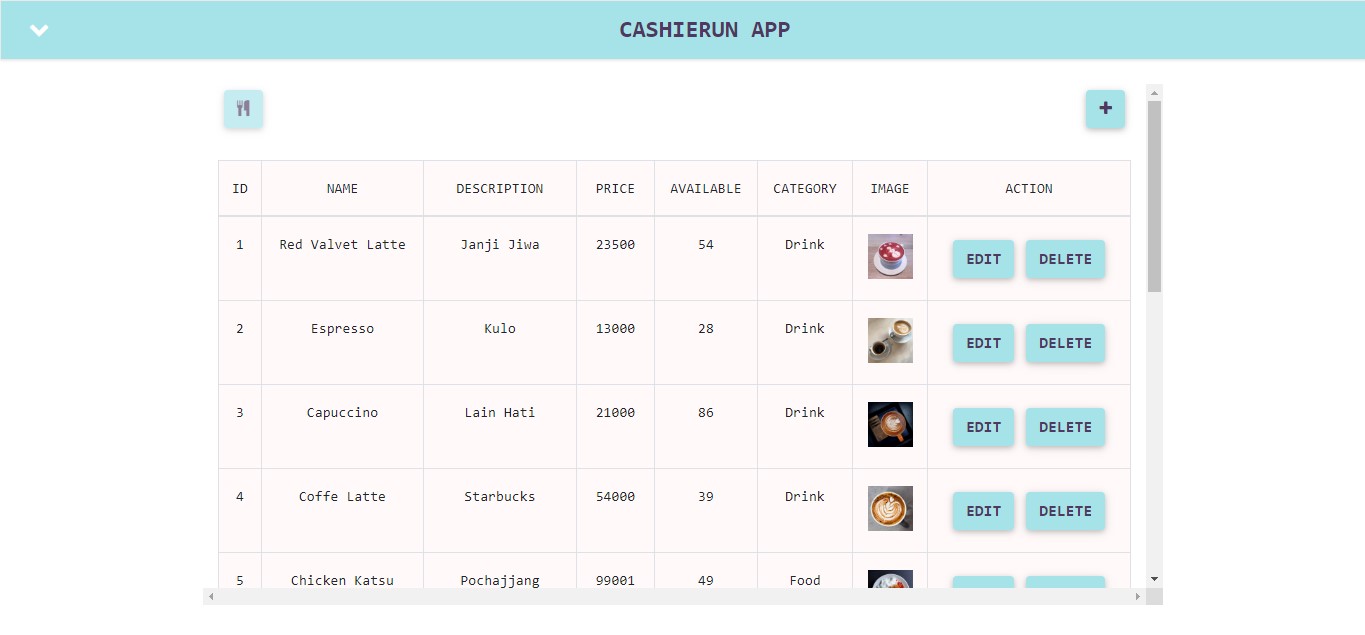 CASHIERUN APP
ID NAME DESCRIPTION PRICE AVAILABLE CATEGORY IMAGE ACTION
1 Red Valvet Latte Janji Jiwa 23500 54 Drink EDIT DELETE
2 Espresso Kulo 13000 28 Drink EDIT DELETE
3 Capuccino Lain Hati 21000 86 Drink EDIT DELETE
4 Coffe Latte Starbucks 54000 39 Drink EDIT DELETE
5 Chicken Katsu Pochajjang 99001 49 Food